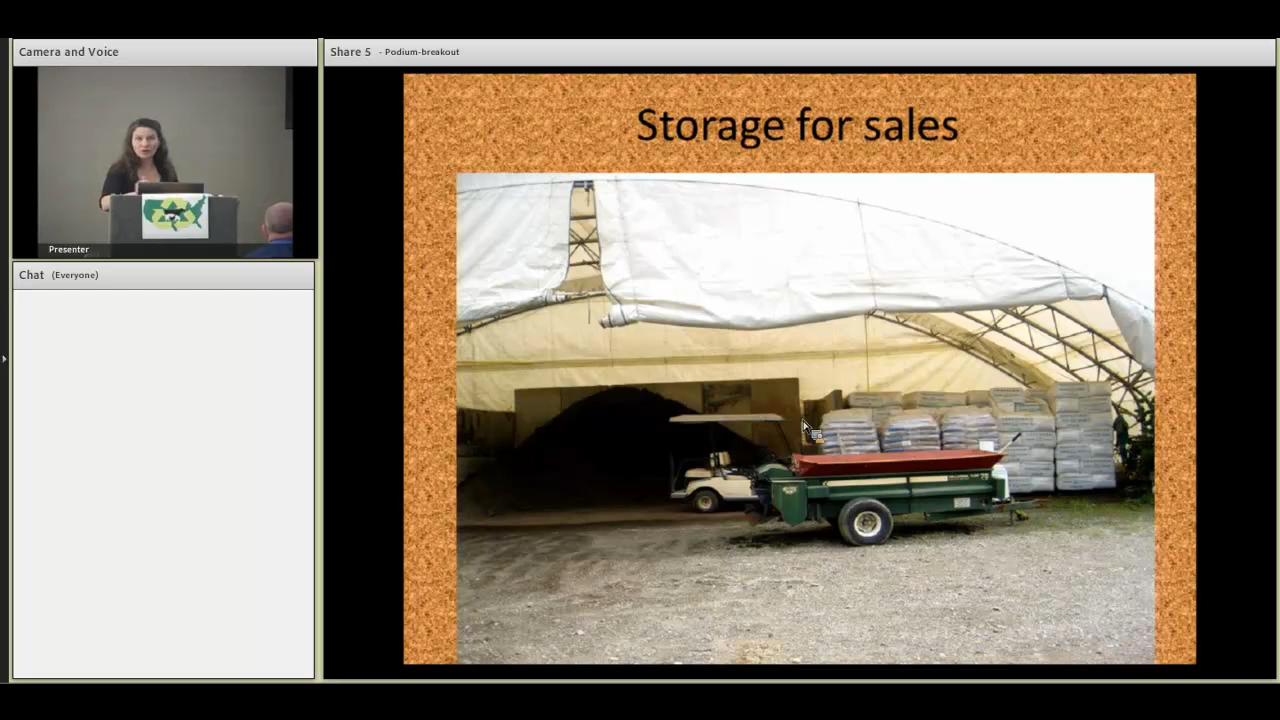 Camera and Voice
Presenter
Chat (Everyone)
Share 5 - Podium-breakout
Storage for sales